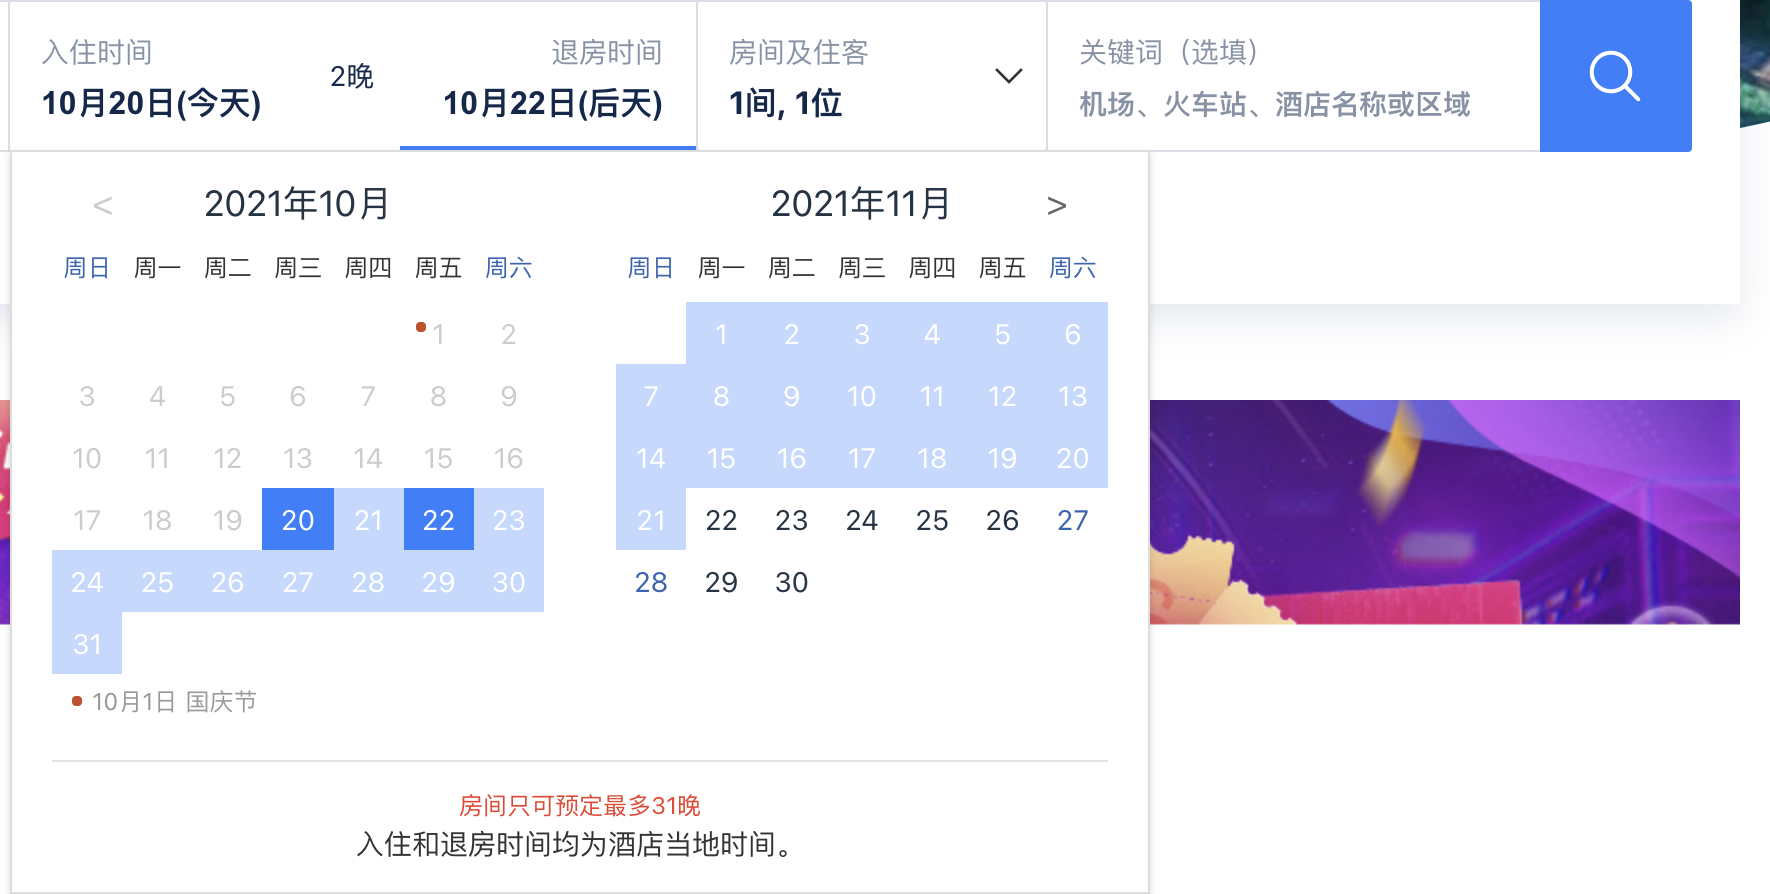 入住时间
10月20日(今天)
2晚
退房时间
10月22日(后天)
房间及住客
1间, 1位
关键词（选填）
机场、火车站、酒店名称或区域
< 2021年10月
周日 周一 周二 周三 周四 周五 周六
1 2
3 4 5 6 7 8 9
10 11 12 13 14 15 16
17 18 19 20 21 22 23
24 25 26 27 28 29 30
31
10月1日 国庆节
2021年11月 >
周日 周一 周二 周三 周四 周五 周六
1 2 3 4 5 6
7 8 9 10 11 12 13
14 15 16 17 18 19 20
21 22 23 24 25 26 27
28 29 30
房间只可预定最多31晚
入住和退房时间均为酒店当地时间。